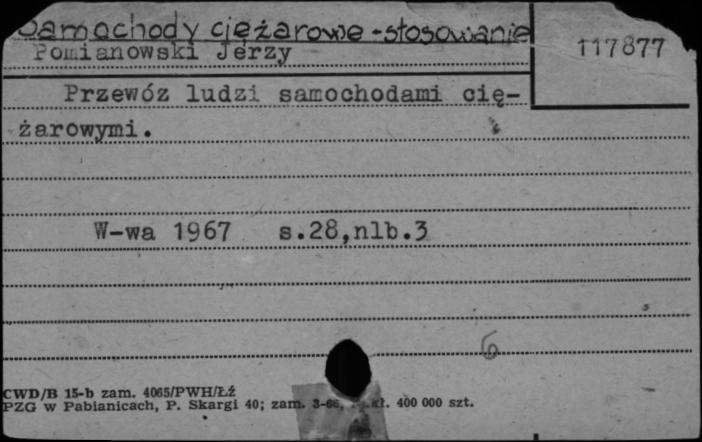 Samochody ciężarowe - stosowanie
Pomianowski Jerzy
117877
Przewóz ludzi samochodami cię-
żarowymi.
W-wa 1967 s.28,nlb.3
6
CWD/B 15-b zam. 4065/PWH/Łź
PZG w Pabianicach, P. Skargi 40; zam. 3-66, 400 000 szt.